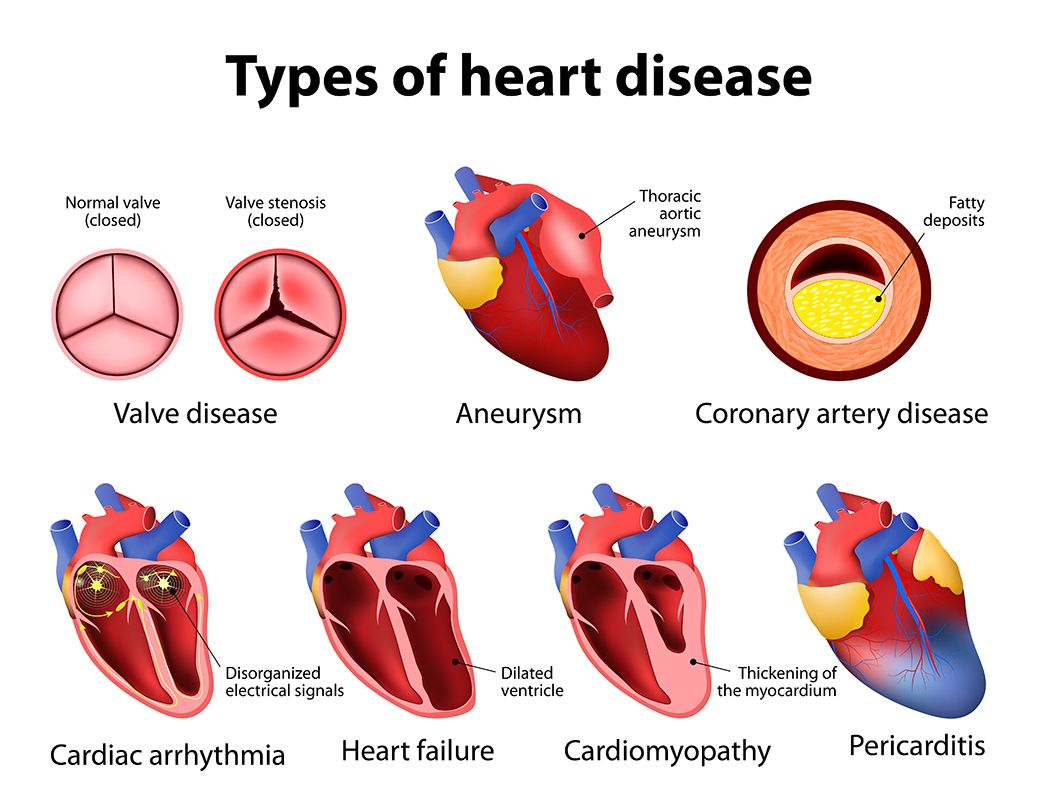 Types of heart disease
Normal valve
(closed)
Valve stenosis
(closed)
Valve disease
Thoracic
aortic
aneurysm
Aneurysm
Fatty
deposits
Coronary artery disease
Disorganized
electrical signals
Cardiac arrhythmia
Dilated
ventricle
Heart failure
Thickening of
the myocardium
Cardiomyopathy
Pericarditis